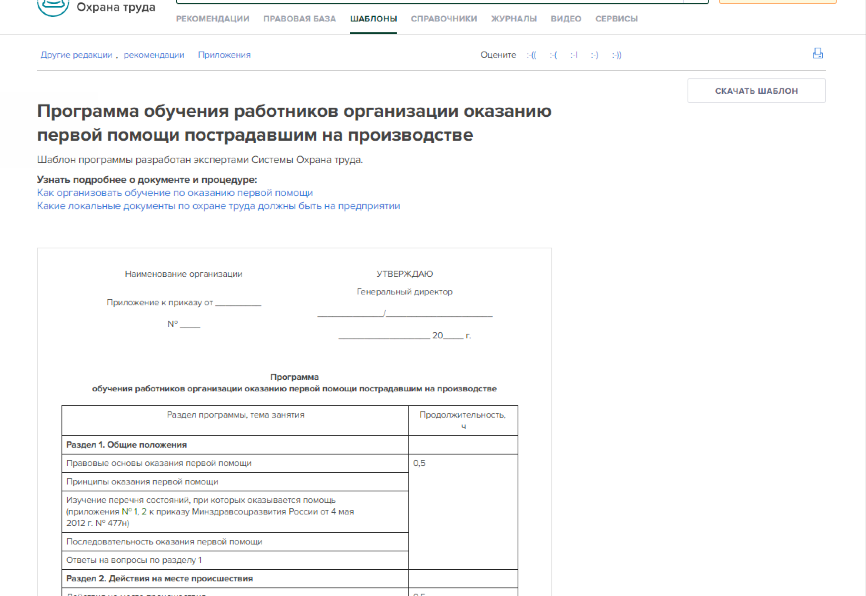 Охрана труда
РЕКОМЕНДАЦИИ ПРАВОВАЯ БАЗА ШАБЛОНЫ СПРАВОЧНИКИ ЖУРНАЛЫ ВИДЕО СЕРВИСЫ
Другие редакции , рекомендации Приложения Оцените :-(( :-( :-| :-) :-))
СКАЧАТЬ ШАБЛОН
Программа обучения работников организации оказанию
первой помощи пострадавшим на производстве
Шаблон программы разработан экспертами Системы Охрана труда.
Узнать подробнее о документе и процедуре:
Как организовать обучение по оказанию первой помощи
Какие локальные документы по охране труда должны быть на предприятии
Наименование организации УТВЕРЖДАЮ
Генеральный директор
Приложение к приказу от __________
_______________/________________________
№ ____
____________________ 20____ г.
Программа
обучения работников организации оказанию первой помощи пострадавшим на производстве
Раздел программы, тема занятия Продолжительность,
ч
Раздел 1. Общие положения
Правовые основы оказания первой помощи 0,5
Принципы оказания первой помощи
Изучение перечня состояний, при которых оказывается помощь
(приложения № 1, 2 к приказу Минздравсоцразвития России от 4 мая
2012 г. № 477н)
Последовательность оказания первой помощи
Ответы на вопросы по разделу 1
Раздел 2. Действия на месте происшествия